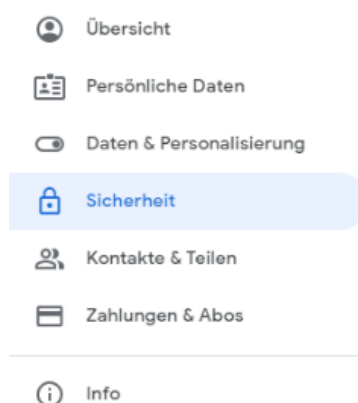 Übersicht
Persönliche Daten
Daten & Personalisierung
Sicherheit
Kontakte & Teilen
Zahlungen & Abos
Info